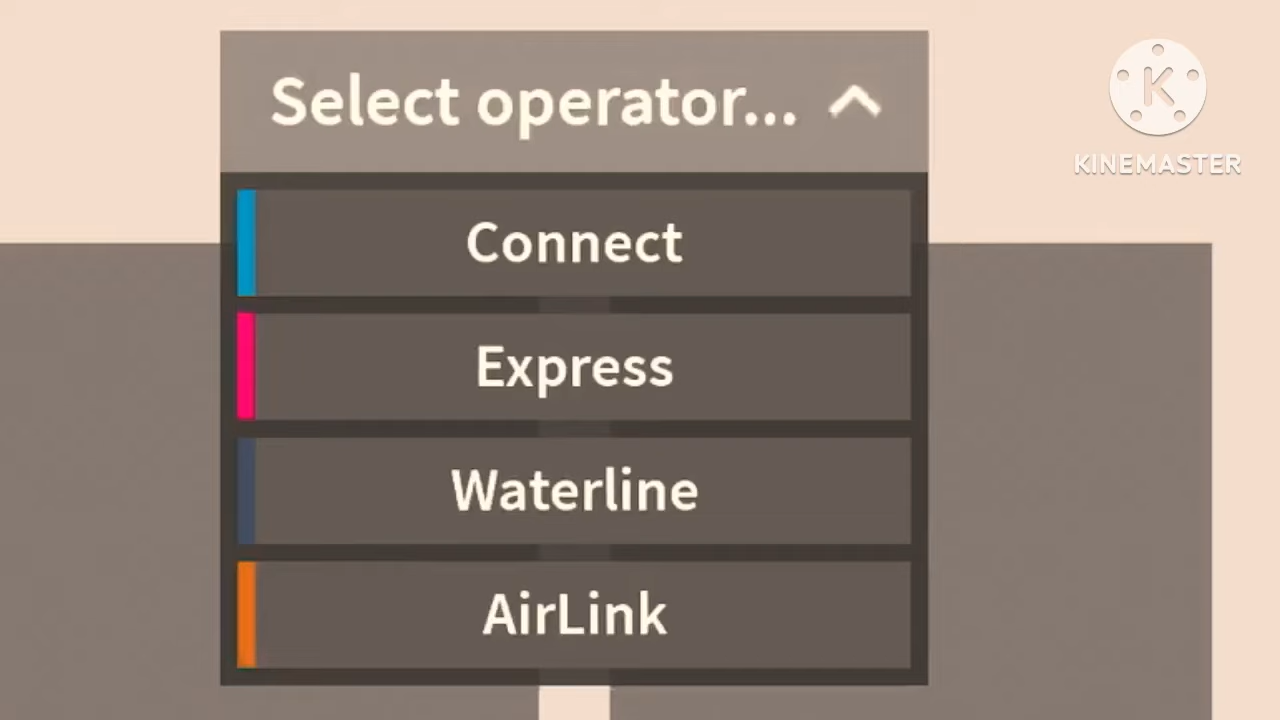 Select operator...
K
KINEMASTER
Connect
Express
Waterline
AirLink